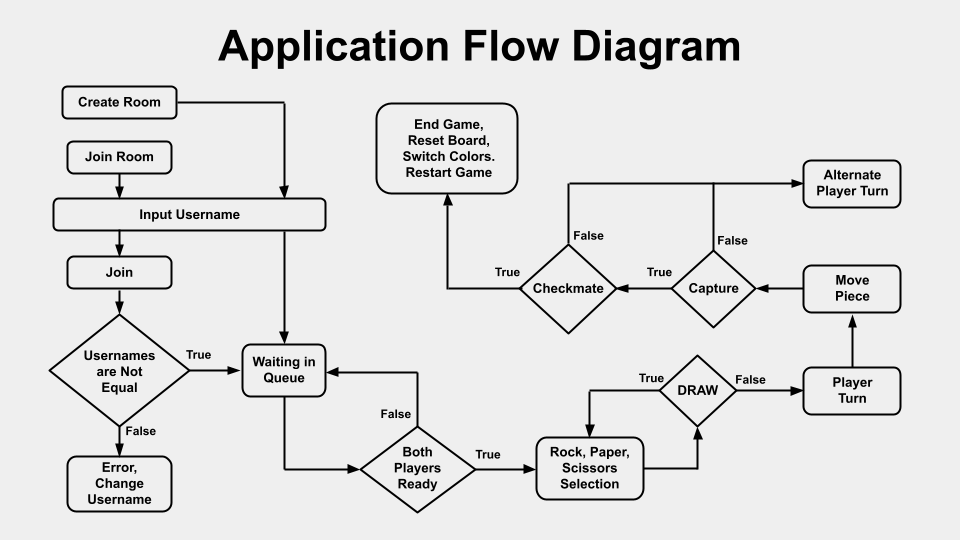 Application Flow Diagram
Create Room
Join Room
Input Username
Join
Usernames
are Not
Equal
True
False
Error,
Change
Username
Waiting in
Queue
False
Both
Players
Ready
True
Rock, Paper,
Scissors
Selection
True
DRAW
False
Player
Turn
Move
Piece
Capture
True
False
Checkmate
True
False
Alternate
Player Turn
End Game,
Reset Board,
Switch Colors.
Restart Game